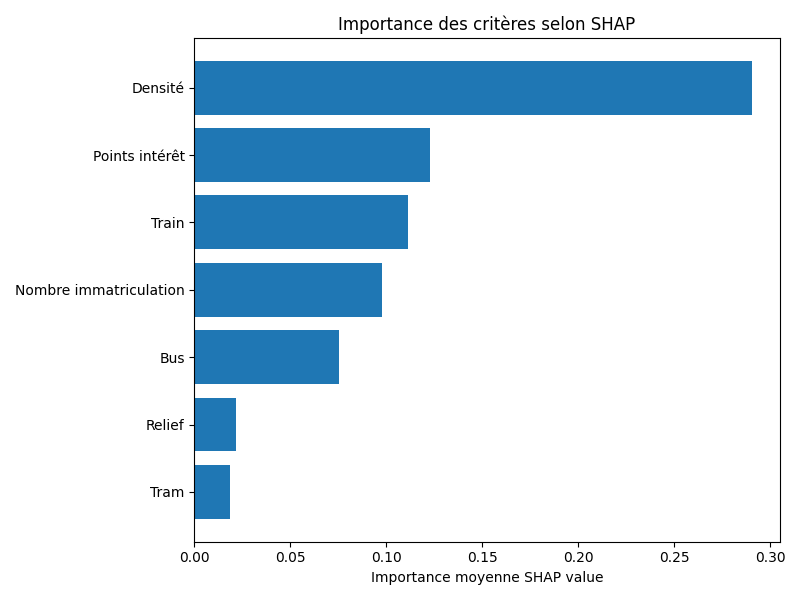 Importance des critères selon SHAP
Densité
Points intérêt
Train
Nombre immatriculation
Bus
Relief
Tram
0.00 0.05 0.10 0.15 0.20 0.25 0.30
Importance moyenne SHAP value